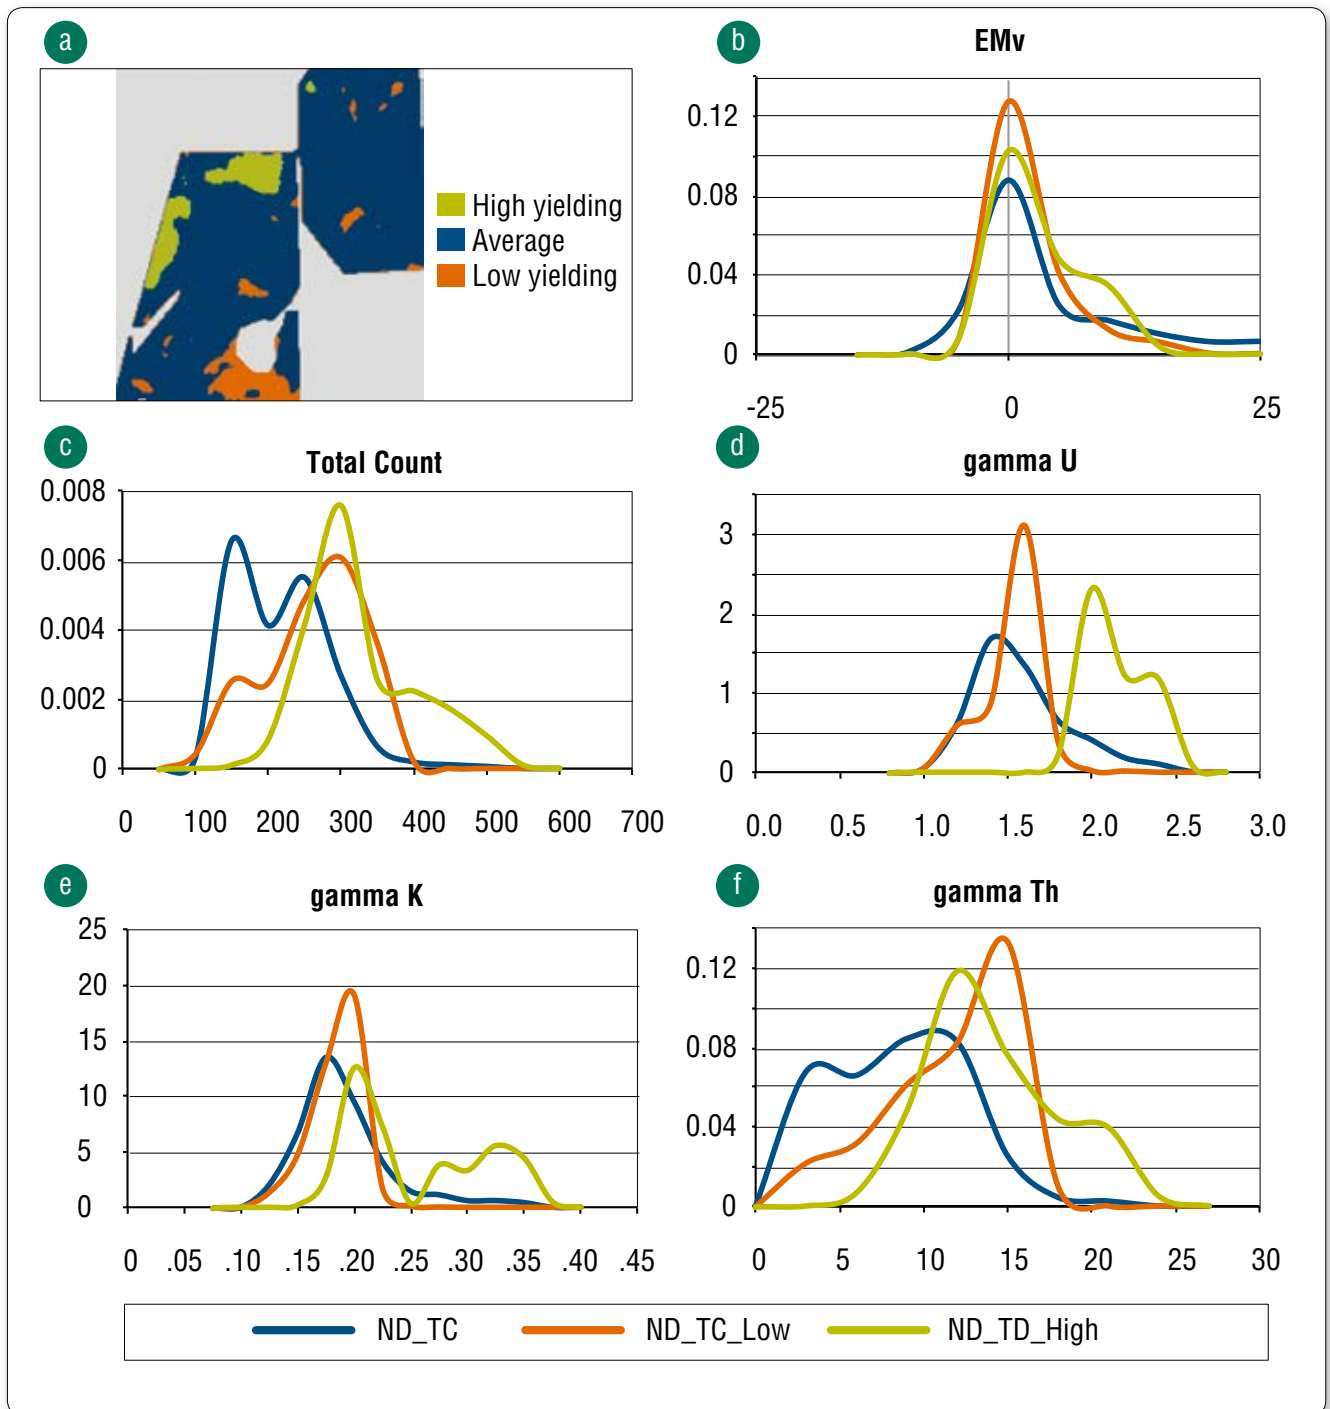 a
High yielding
Average
Low yielding
b
EMv
0.12
0.08
0.04
0
-25 0 25
c
Total Count
0.008
0.006
0.004
0.002
0
0 100 200 300 400 500 600 700
d
gamma U
3
2
1
0
0.0 0.5 1.0 1.5 2.0 2.5 3.0
e
gamma K
25
20
15
10
5
0
0 .05 .10 .15 .20 .25 .30 .35 .40 .45
f
gamma Th
0.12
0.08
0.04
0
0 5 10 15 20 25 30
ND_TC ND_TC_Low ND_TD_High